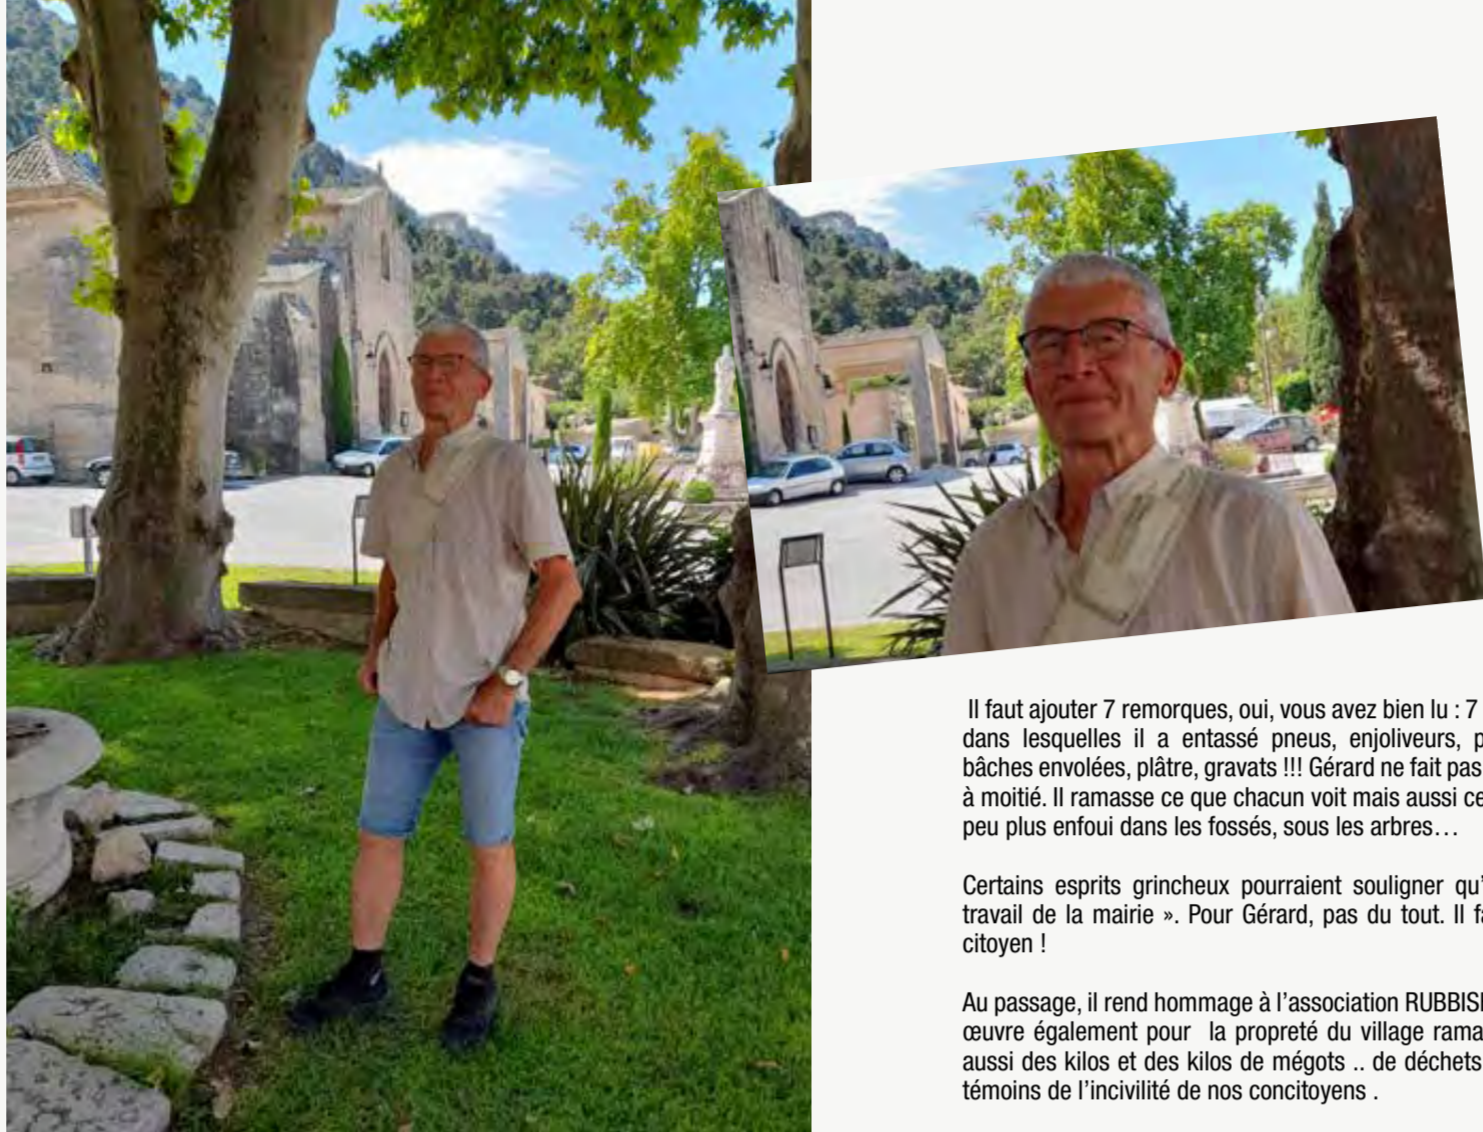 Il faut ajouter 7 remorques, oui, vous avez bien lu : 7
dans lesquelles il a entassé pneus, enjoliveurs, p
bâches envolées, plâtre, gravats !!! Gérard ne fait pas
à moitié. Il ramasse ce que chacun voit mais aussi ce
peu plus enfoui dans les fossés, sous les arbres…
Certains esprits grincheux pourraient souligner qu’
travail de la mairie ». Pour Gérard, pas du tout. Il fa
citoyen !
Au passage, il rend hommage à l’association RUBBIS
œuvre également pour la propreté du village rama
aussi des kilos et des kilos de mégots .. de déchets
témoins de l’incivilité de nos concitoyens .